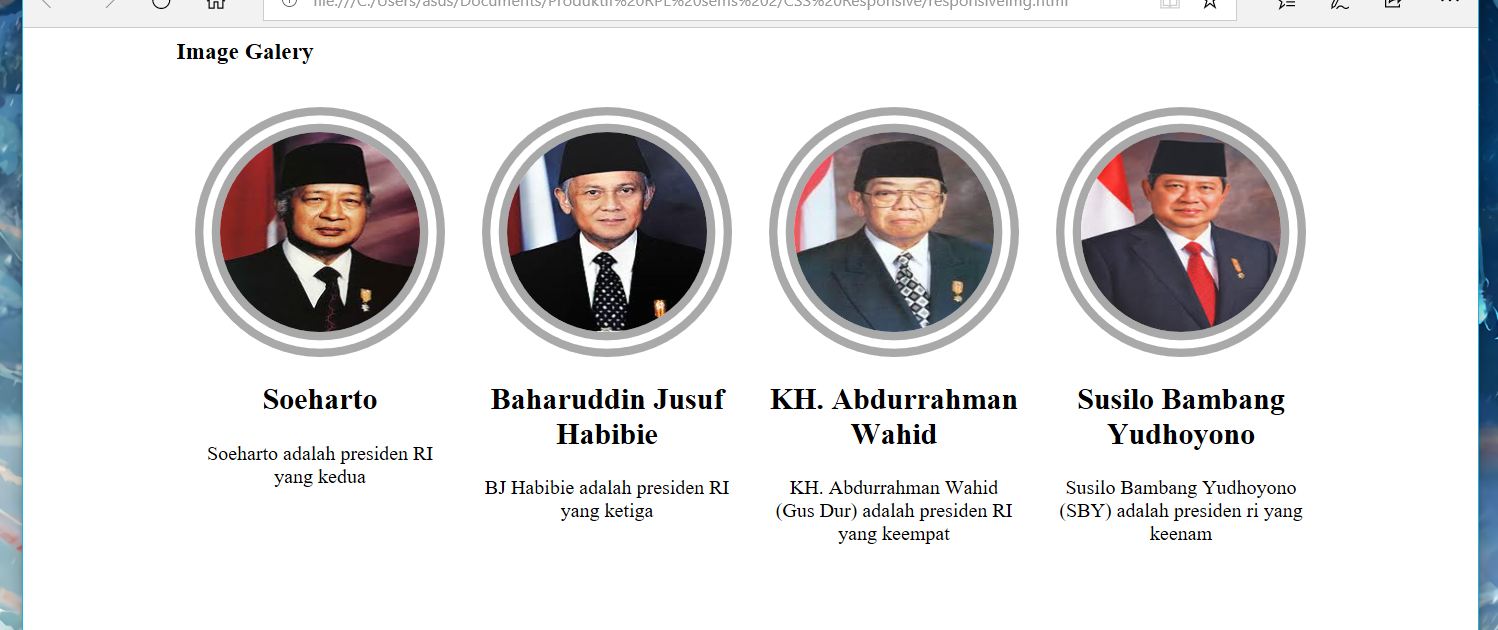 file:///C:/Users/asus/Documents/Produktif%20RPL%20sems%202/CSS%20Responsive/responsiveimg.html
Image Galery
Soeharto
Soeharto adalah presiden RI
yang kedua
Baharuddin Jusuf
Habibie
BJ Habibie adalah presiden RI
yang ketiga
KH. Abdurrahman
Wahid
KH. Abdurrahman Wahid
(Gus Dur) adalah presiden RI
yang keempat
Susilo Bambang
Yudhoyono
Susilo Bambang Yudhoyono
(SBY) adalah presiden ri yang
keenam